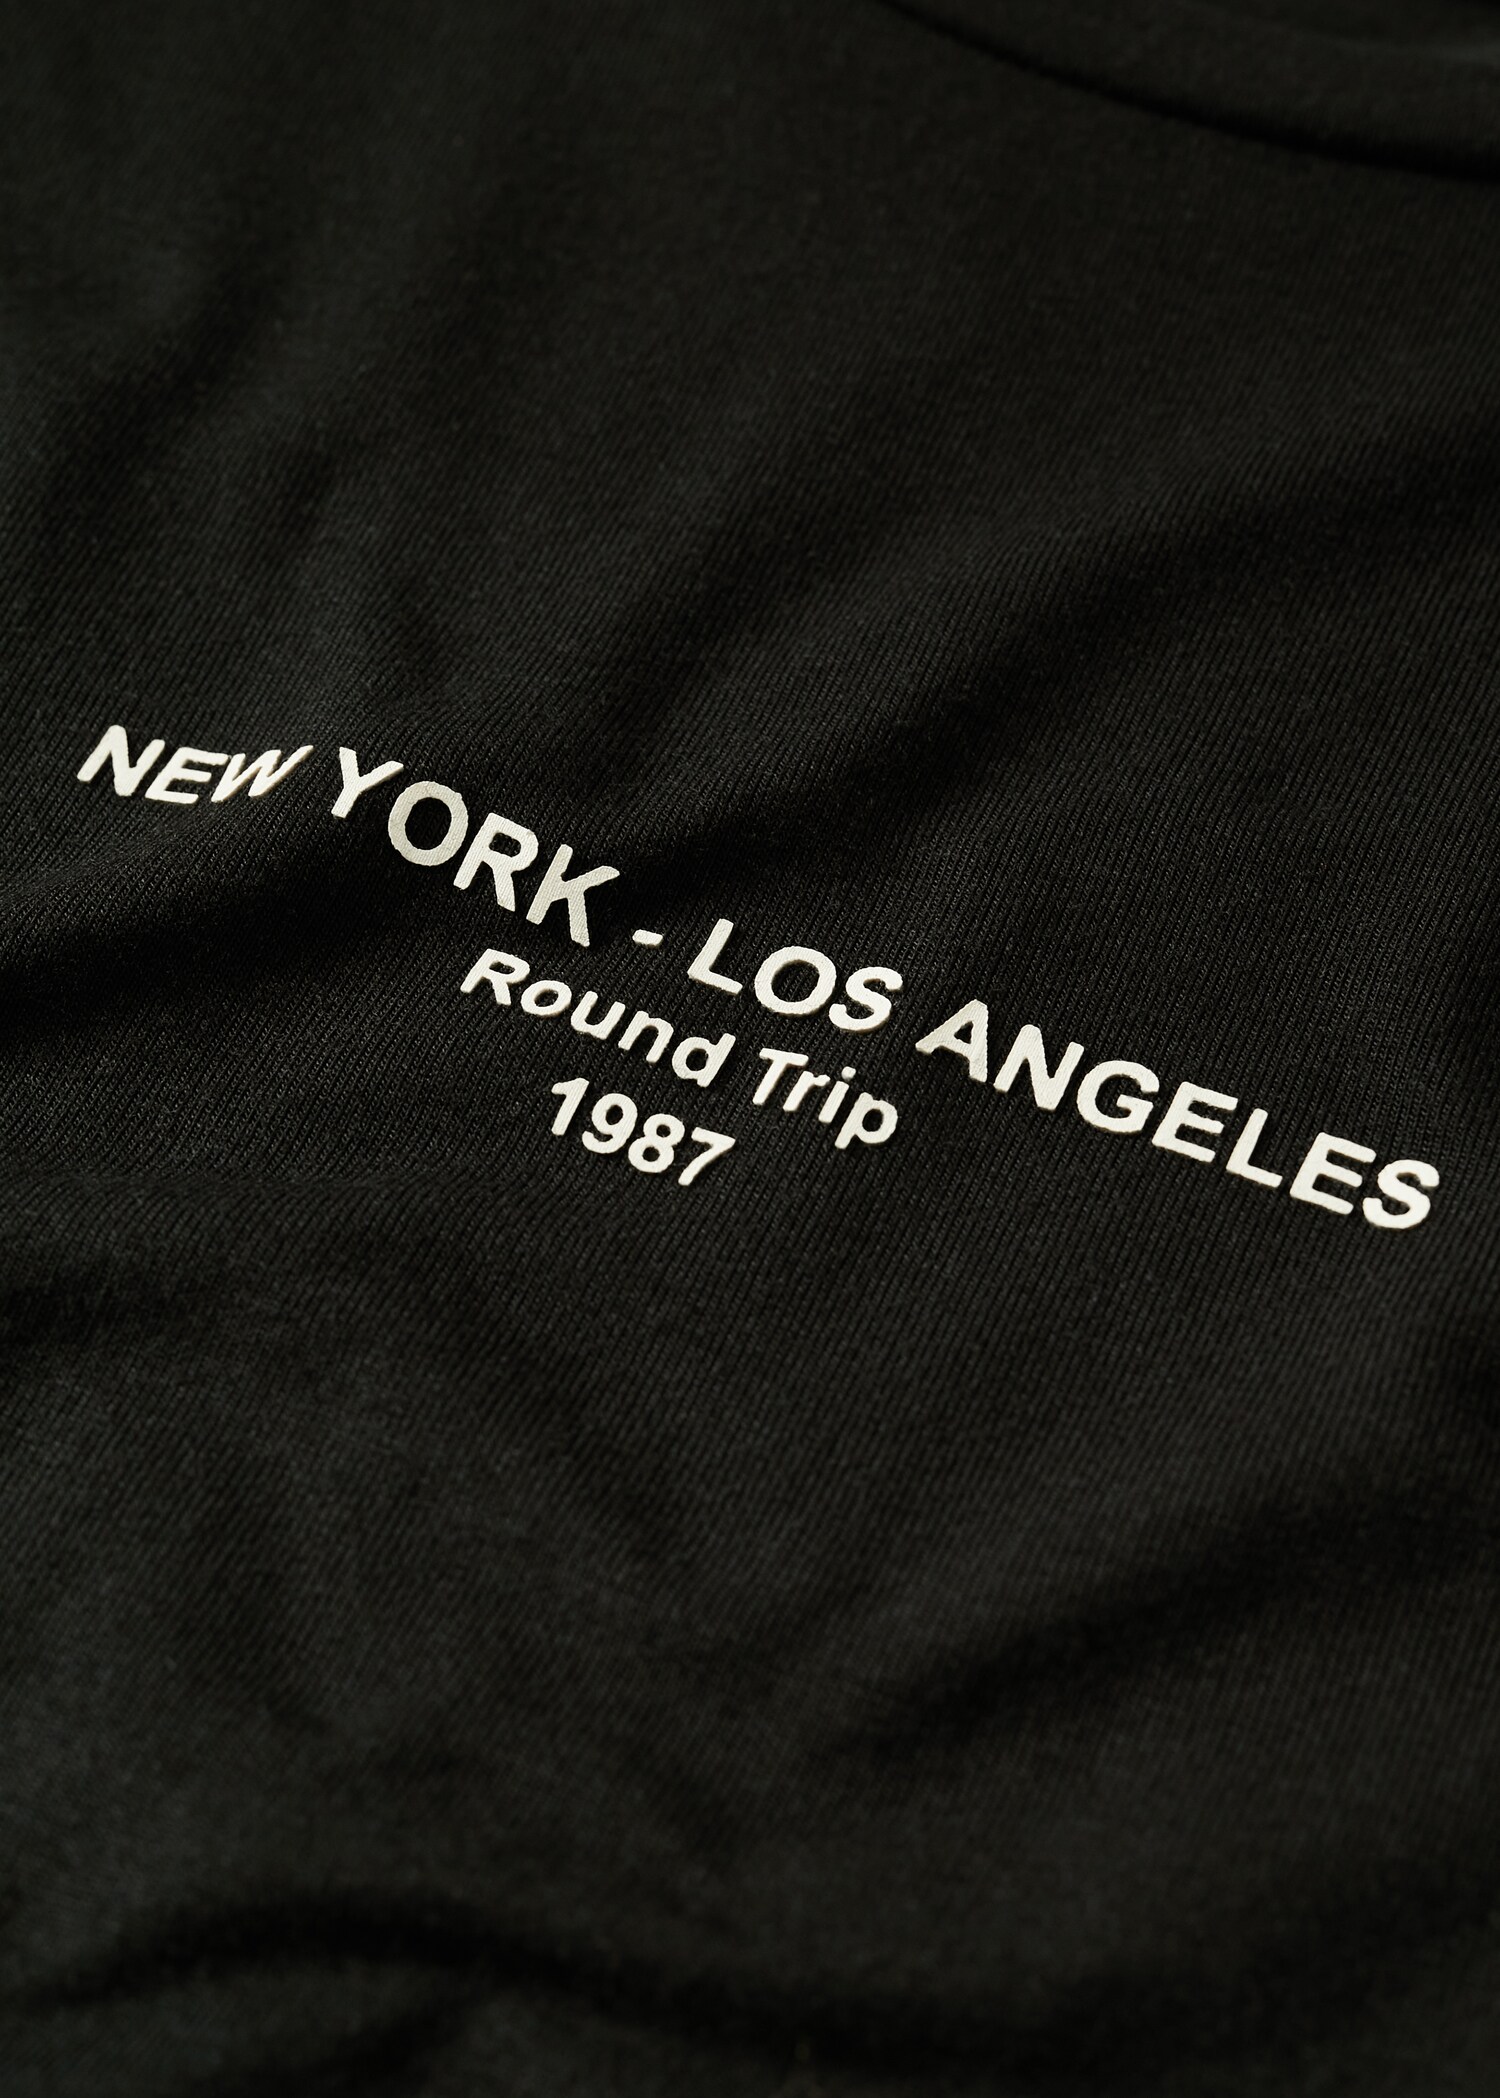 NEW YORK - LOS ANGELES
Round Trip
1987